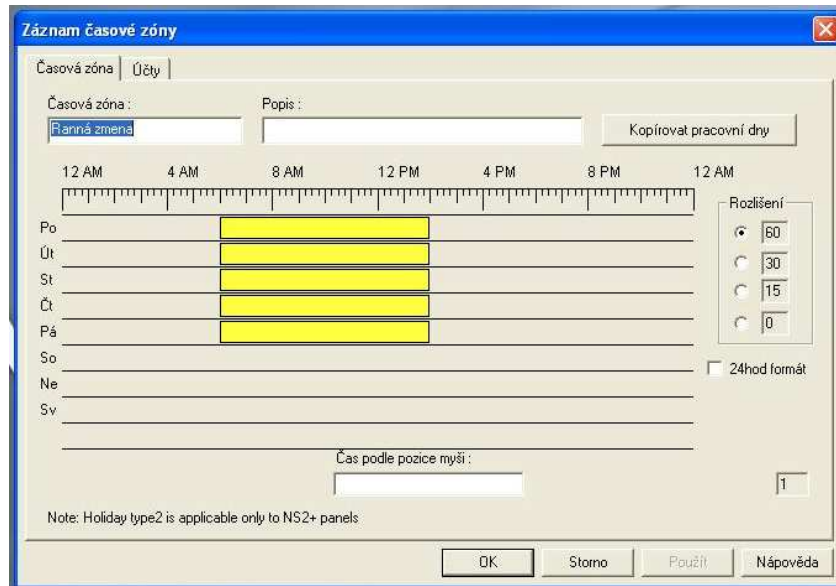 Záznam časové zóny
Časová zóna
Účty
Časová zóna :
Popis :
Ranná zmena
Kopírovat pracovní dny
12 AM 4 AM 8 AM 12 PM 4 PM 8 PM 12 AM
Rozlišení
60
30
15
0
Po
Út
St
Čt
Pá
So
Ne
Sv
24hod formát
Čas podle pozice myši :
1
Note: Holiday type2 is applicable only to NS2+ panels
OK
Storno
Použít
Nápověda